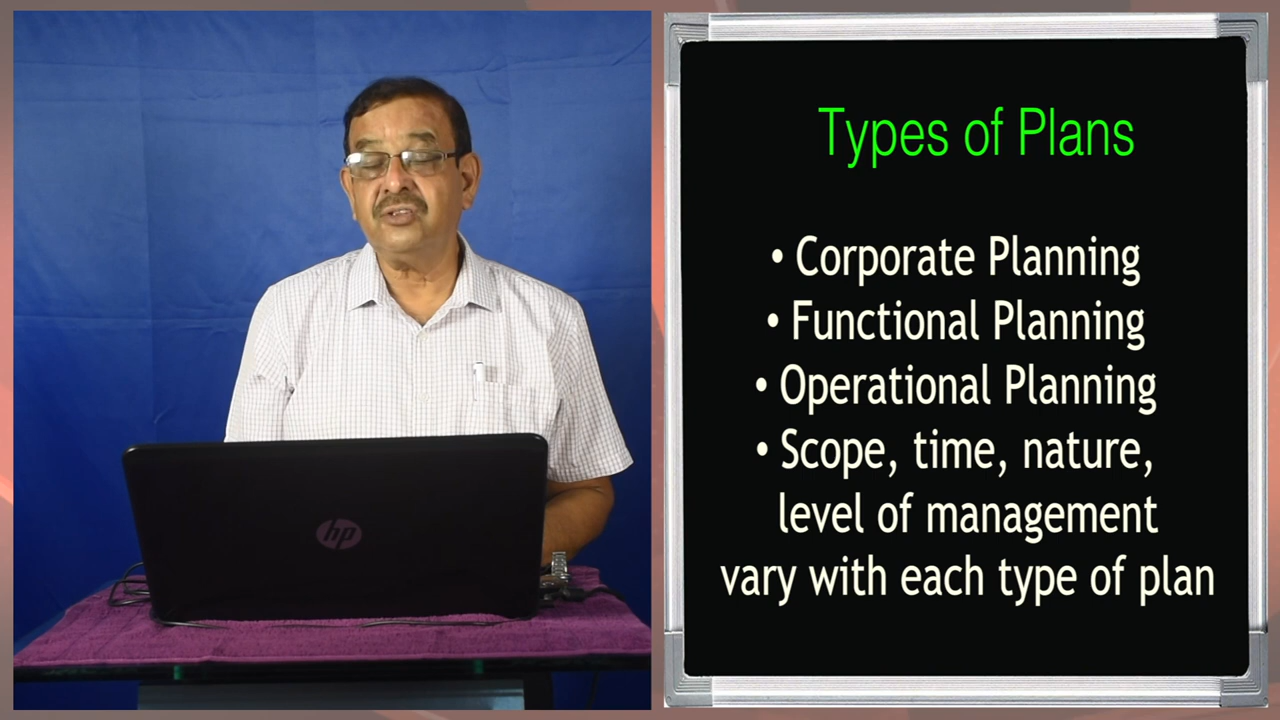 Types of Plans
• Corporate Planning
• Functional Planning
• Operational Planning
• Scope, time, nature,
level of management
vary with each type of plan
hp